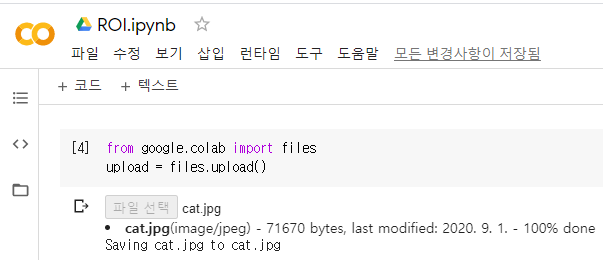 ROI.ipynb
파일 수정 보기 삽입 런타임 도구 도움말 모든 변경사항이 저장됨
+ 코드 + 텍스트
[4] from google.colab import files
upload = files.upload()
파일 선택 cat.jpg
• cat.jpg(image/jpeg) - 71670 bytes, last modified: 2020. 9. 1. - 100% done
Saving cat.jpg to cat.jpg